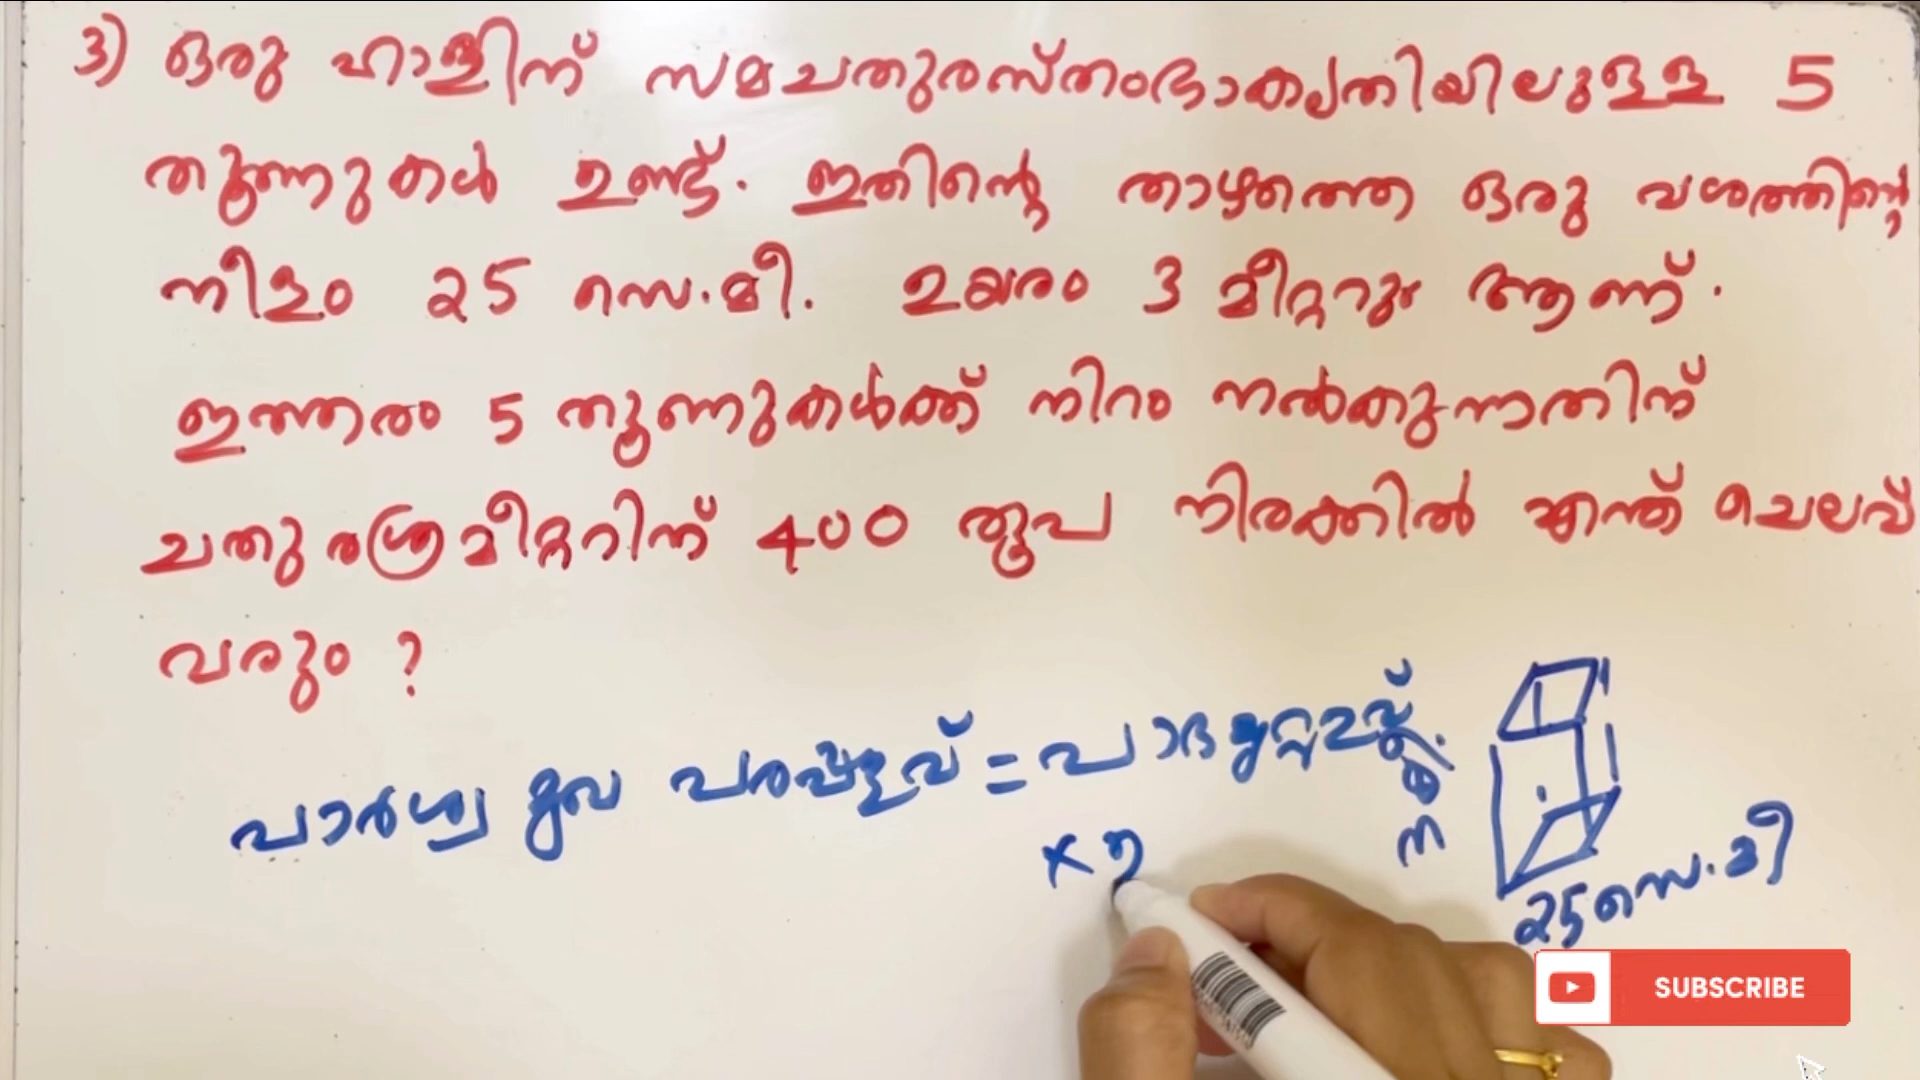 3) ഒരു ഹാളിന് സമചതുരസ്തംഭാകൃതിയിലുള്ള 5
തൂണുകൾ ഉണ്ട്. ഇതിന്റെ താഴത്തെ ഒരു വശത്തിന്റെ
നീളം 25 സെ.മീ. ഉയരം 3 മീറ്ററും ആണ്.
ഇത്തരം 5 തൂണുകൾക്ക് നിറം നൽകുന്നതിന്
ചതുരശ്രമീറ്ററിന് 400 രൂപ നിരക്കിൽ എന്ത് ചെലവ്
വരും ?
പാർശ്വ മുഖ പരപ്പളവ് = പാദചുറ്റളവ്
×
25 സെ.മീ
SUBSCRIBE